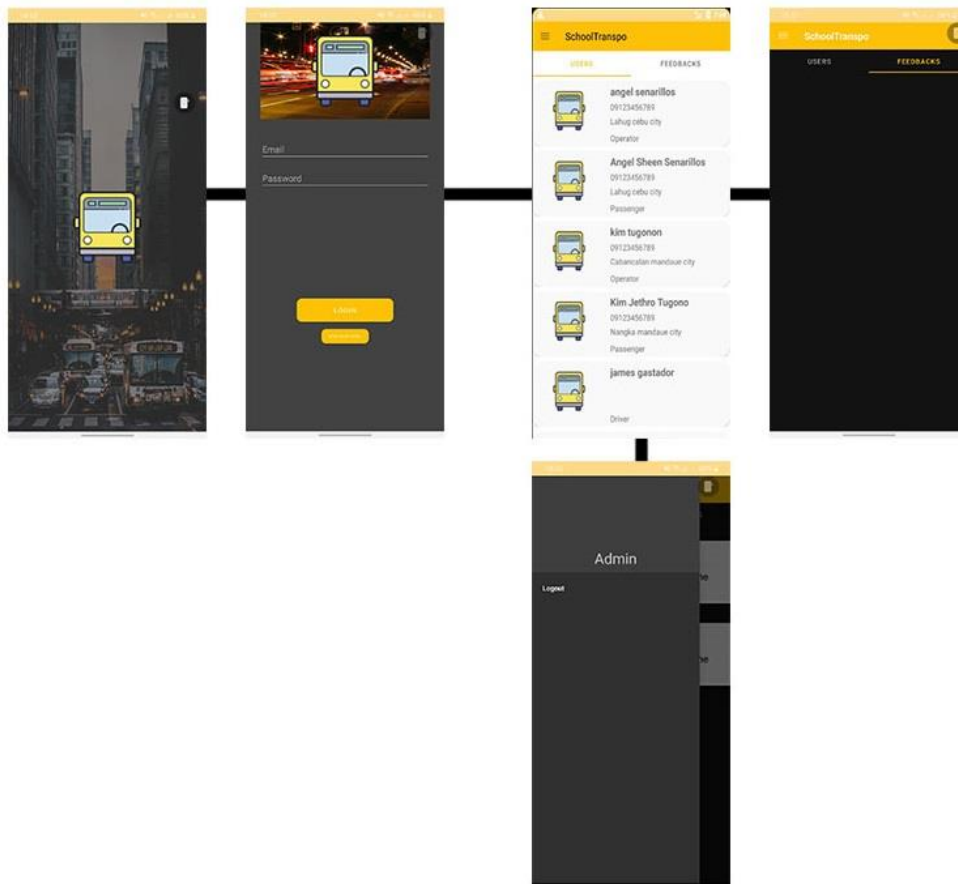 Email
Password
LOGIN
SchoolTranspo
USERS
FEEDBACKS
angel senarillos
09123456789
Lahug cebu city
Operator
Angel Sheen Senarillos
09123456789
Lahug cebu city
Passenger
kim tugonon
09123456789
Cabancalan mandaue city
Operator
Kim Jethro Tugono
09123456789
Nangka mandaue city
Passenger
james gastador
Driver
SchoolTranspo
USERS
FEEDBACKS
Admin
Logout